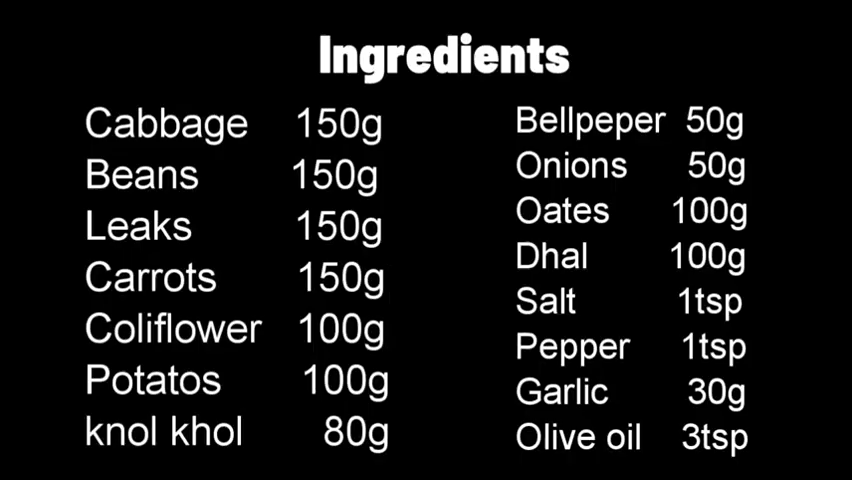 Ingredients
Cabbage 150g
Beans 150g
Leaks 150g
Carrots 150g
Coliflower 100g
Potatos 100g
knol khol 80g
Bellpeper 50g
Onions 50g
Oates 100g
Dhal 100g
Salt 1tsp
Pepper 1tsp
Garlic 30g
Olive oil 3tsp